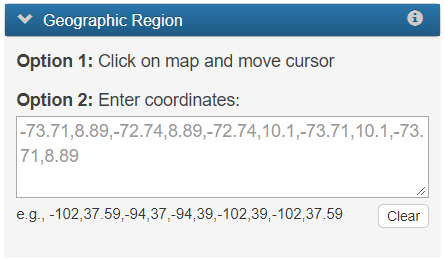 Geographic Region
Option 1: Click on map and move cursor
Option 2: Enter coordinates:
-73.71,8.89,-72.74,8.89,-72.74,10.1,-73.71,10.1,-73.
71,8.89
e.g., -102,37.59,-94,37,-94,39,-102,39,-102,37.59
Clear